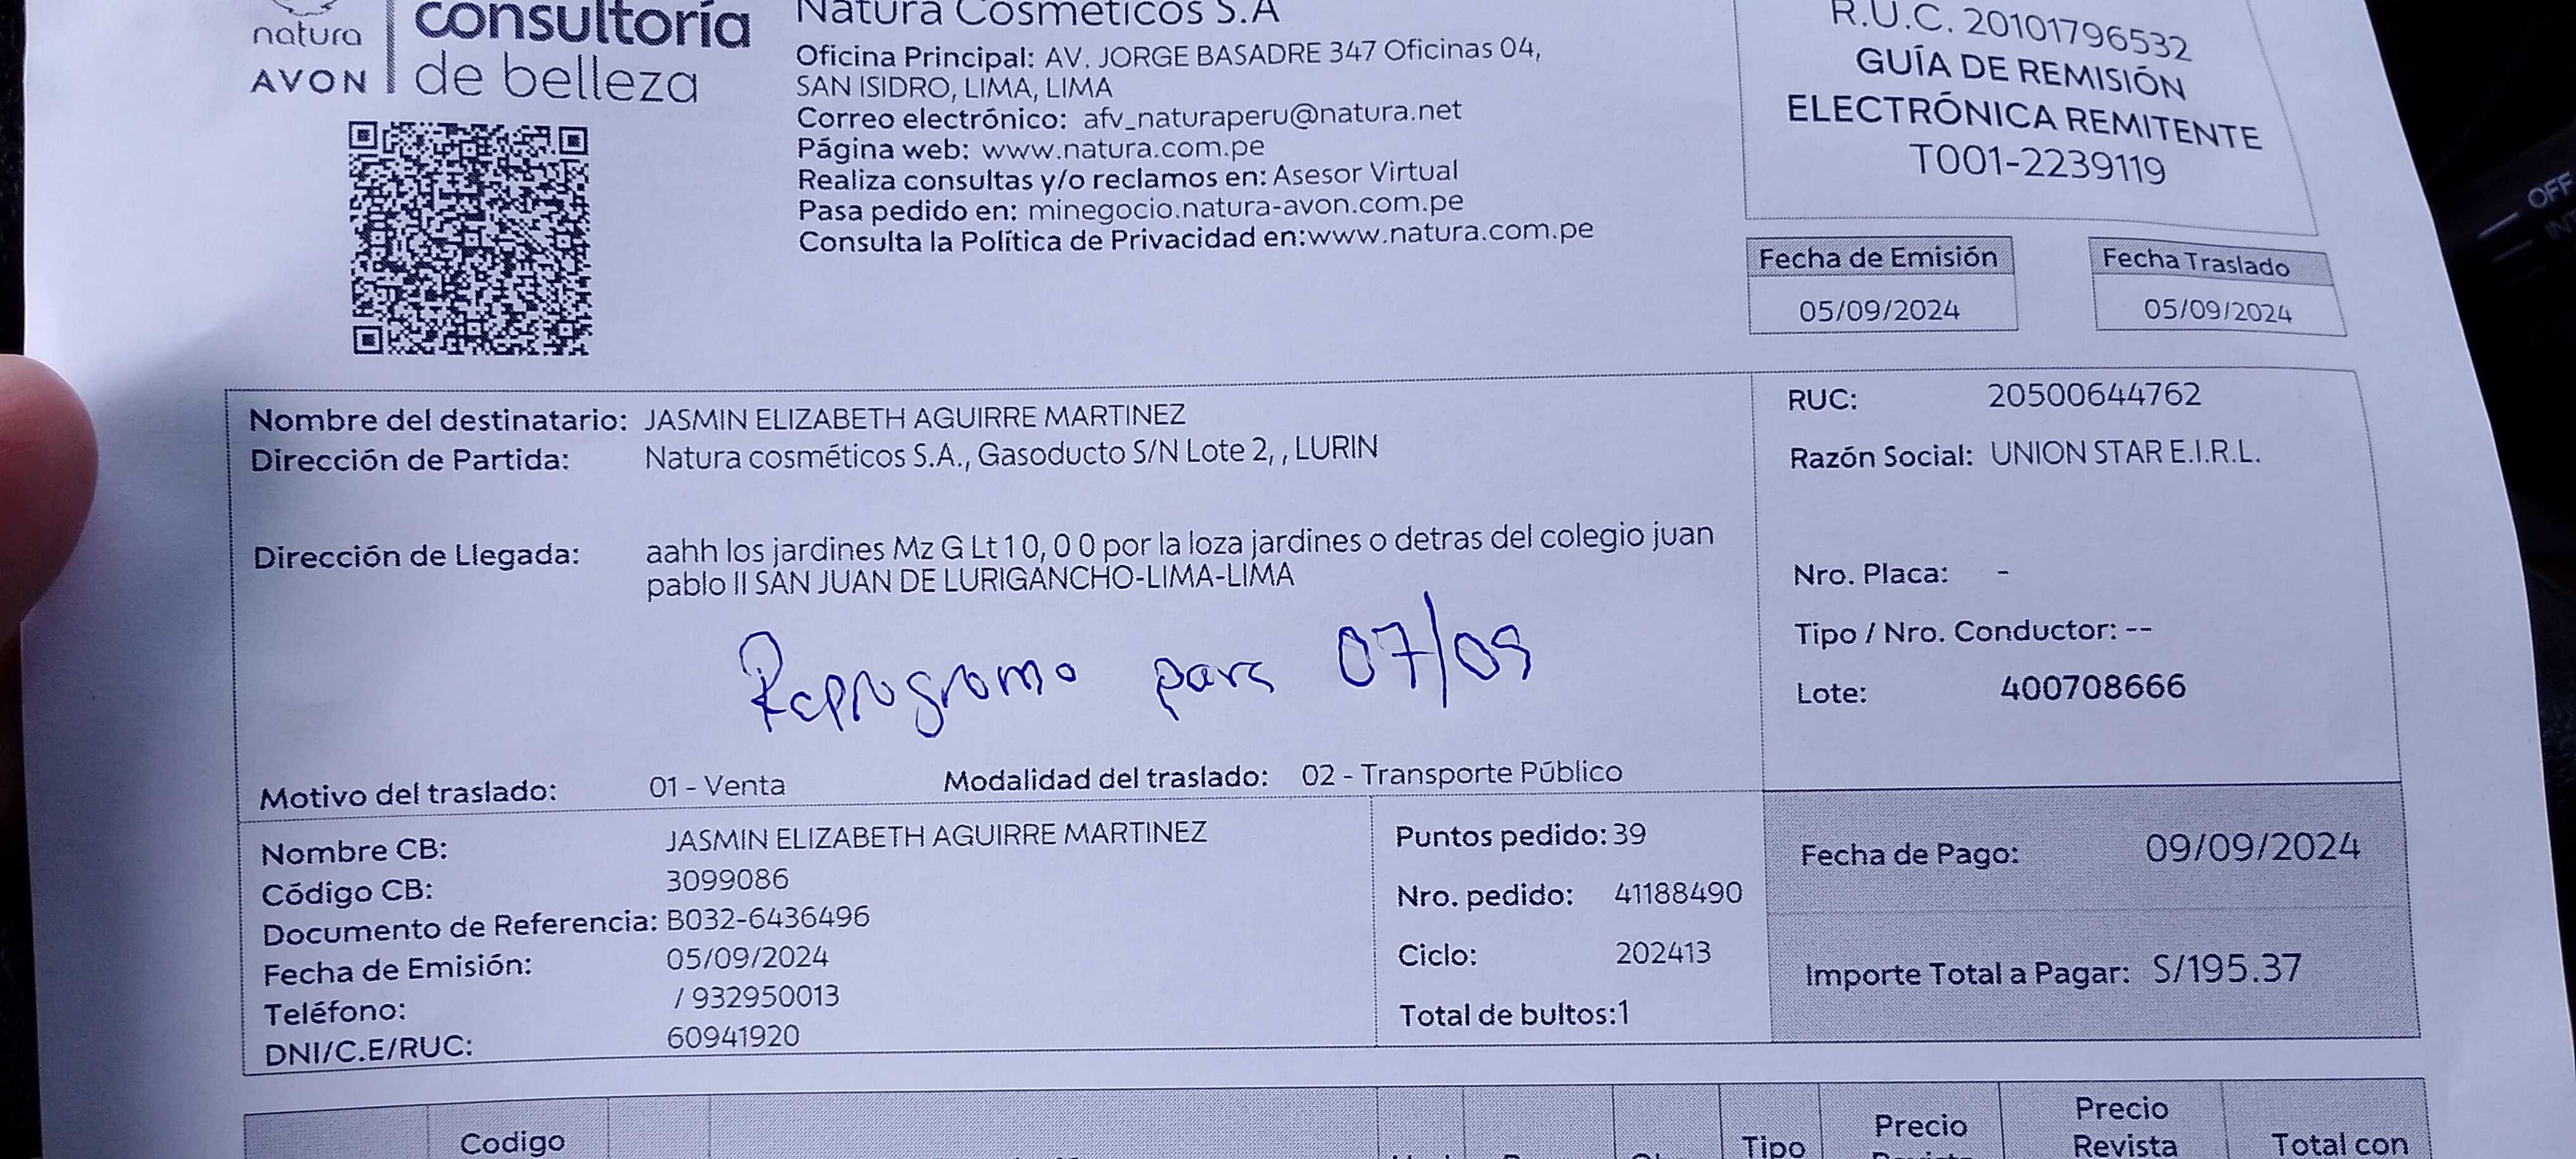 natura
AVON
consultoría
de belleza
Natura Cosméticos S.A
Oficina Principal: AV. JORGE BASADRE 347 Oficinas 04,
SAN ISIDRO, LIMA, LIMA
Correo electrónico: afv_naturaperu@natura.net
Página web: www.natura.com.pe
Realiza consultas y/o reclamos en: Asesor Virtual
Pasa pedido en: minegocio.natura-avon.com.pe
Consulta la Política de Privacidad en:www.natura.com.pe
R.U.C. 20101796532
GUÍA DE REMISIÓN
ELECTRÓNICA REMITENTE
T001-2239119
Fecha de Emisión
05/09/2024
Fecha Traslado
05/09/2024
OFF
Nombre del destinatario: JASMIN ELIZABETH AGUIRRE MARTINEZ
Dirección de Partida: Natura cosméticos S.A., Gasoducto S/N Lote 2, , LURIN
Dirección de Llegada: aahh los jardines Mz G Lt 1 0, 0 0 por la loza jardines o detras del colegio juan
pablo II SAN JUAN DE LURIGANCHO-LIMA-LIMA
Reprogramo para 07/09
Motivo del traslado: 01 - Venta Modalidad del traslado: 02 - Transporte Público
RUC: 20500644762
Razón Social: UNION STAR E.I.R.L.
Nro. Placa: -
Tipo / Nro. Conductor: --
Lote: 400708666
Nombre CB: JASMIN ELIZABETH AGUIRRE MARTINEZ
Código CB: 3099086
Documento de Referencia: B032-6436496
Fecha de Emisión: 05/09/2024
Teléfono: / 932950013
DNI/C.E/RUC: 60941920
Puntos pedido: 39
Nro. pedido: 41188490
Ciclo: 202413
Total de bultos:1
Fecha de Pago: 09/09/2024
Importe Total a Pagar: S/195.37
Codigo
Tipo
Precio
Precio
Revista
Total con